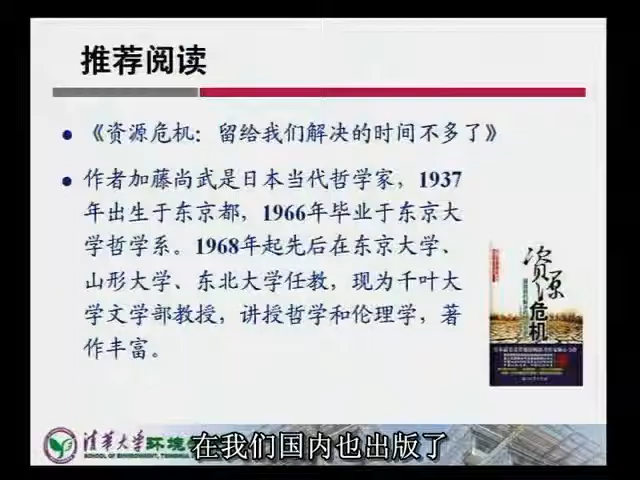 推荐阅读
《资源危机：留给我们解决的时间不多了》
作者加藤尚武是日本当代哲学家，1937
年出生于东京都，1966年毕业于东京大
学哲学系。1968年起先后在东京大学、
山形大学、东北大学任教，现为千叶大
学文学部教授，讲授哲学和伦理学，著
作丰富。
资源
危机
清华大学环境
SCHOOL OF ENVIRONMENT, TSINGHUA
在我们国内也出版了